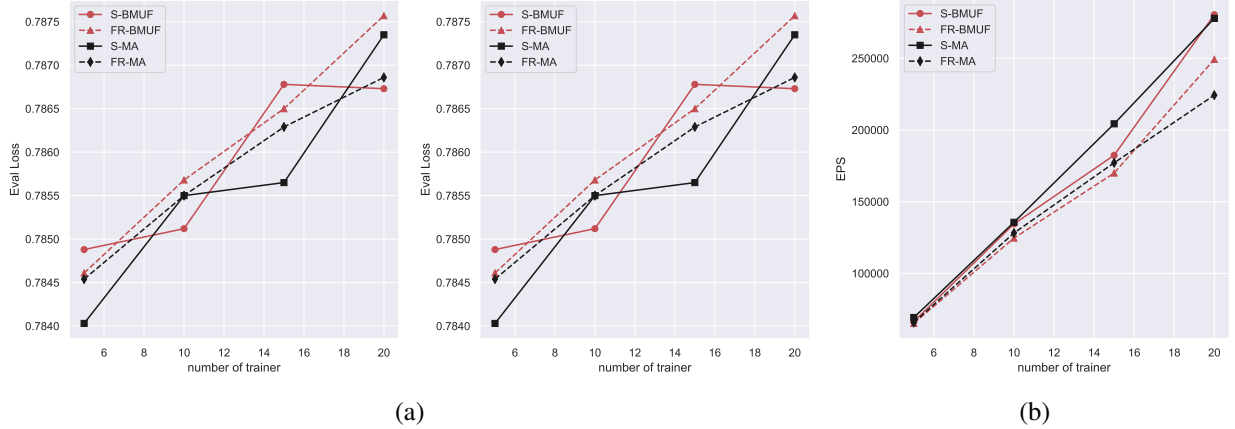 S-BMUF
FR-BMUF
S-MA
FR-MA
0.7875
0.7870
0.7865
0.7860
0.7855
0.7850
0.7845
0.7840
Eval Loss
6 8 10 12 14 16 18 20
number of trainer
S-BMUF
FR-BMUF
S-MA
FR-MA
0.7875
0.7870
0.7865
0.7860
0.7855
0.7850
0.7845
0.7840
Eval Loss
6 8 10 12 14 16 18 20
number of trainer
(a)
S-BMUF
FR-BMUF
S-MA
FR-MA
250000
200000
150000
100000
EPS
6 8 10 12 14 16 18 20
number of trainer
(b)